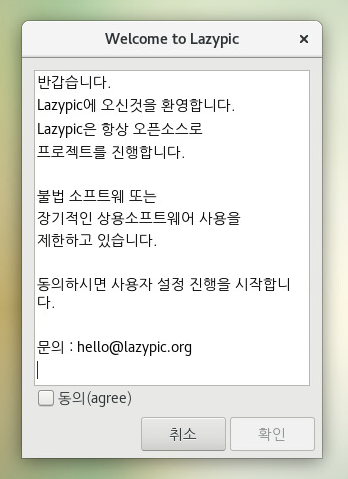 Welcome to Lazypic
반갑습니다.
Lazypic에 오신것을 환영합니다.
Lazypic은 항상 오픈소스로
프로젝트를 진행합니다.
불법 소프트웨 또는
장기적인 상용소프트웨어 사용을
제한하고 있습니다.
동의하시면 사용자 설정 진행을 시작합니
다.
문의 : hello@lazypic.org
동의(agree)
취소
확인